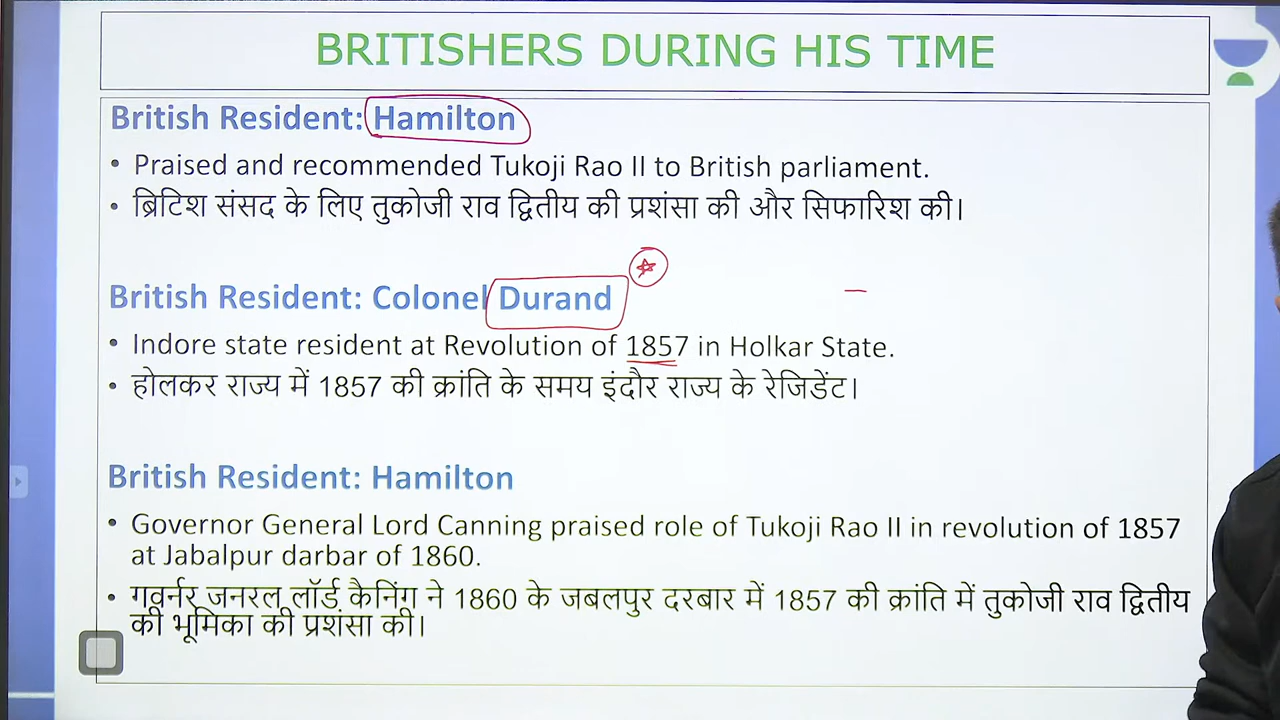 BRITISHERS DURING HIS TIME
British Resident: Hamilton
• Praised and recommended Tukoji Rao II to British parliament.
• ब्रिटिश संसद के लिए तुकोजी राव द्वितीय की प्रशंसा की और सिफारिश की।
British Resident: Colonel Durand
• Indore state resident at Revolution of 1857 in Holkar State.
• होलकर राज्य में 1857 की क्रांति के समय इंदौर राज्य के रेजिडेंट।
British Resident: Hamilton
• Governor General Lord Canning praised role of Tukoji Rao II in revolution of 1857
at Jabalpur darbar of 1860.
• गवर्नर जनरल लॉर्ड कैनिंग ने 1860 के जबलपुर दरबार में 1857 की क्रांति में तुकोजी राव द्वितीय
की भूमिका की प्रशंसा की।